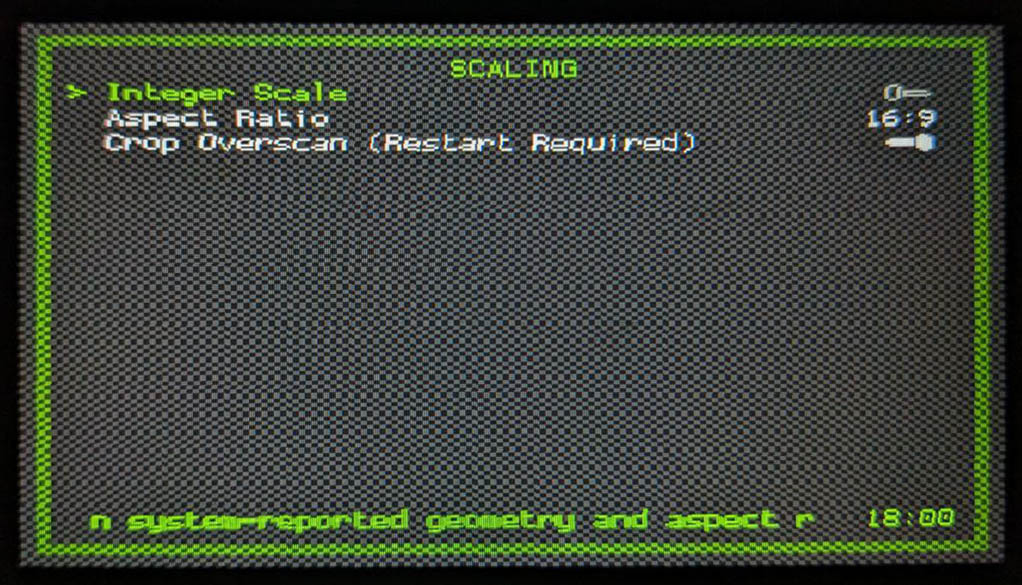 SCALING
> Integer Scale
Aspect Ratio 16:9
Crop Overscan (Restart Required)
n system-reported geometry and aspect r 18:00